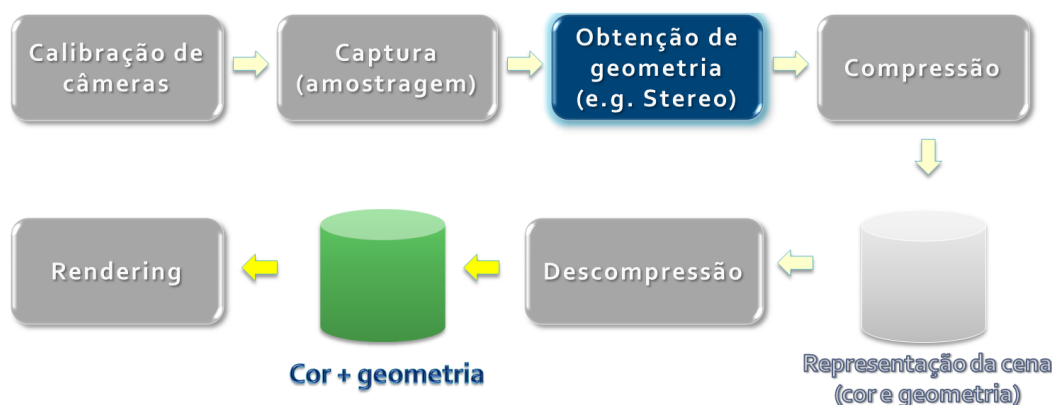 Calibração de
câmeras
Captura
(amostragem)
Obtenção de
geometria
(e.g. Stereo)
Compressão
Rendering
Cor + geometria
Descompressão
Representação da cena
(cor e geometria)